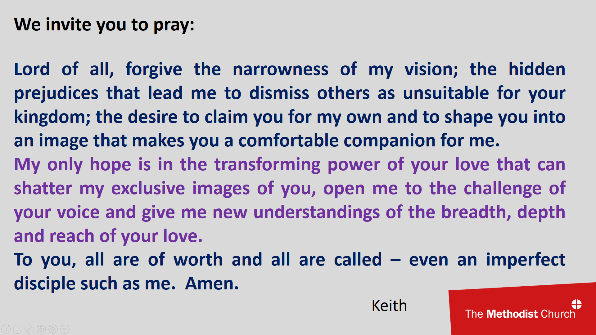 We invite you to pray:
Lord of all, forgive the narrowness of my vision; the hidden
prejudices that lead me to dismiss others as unsuitable for your
kingdom; the desire to claim you for my own and to shape you into
an image that makes you a comfortable companion for me.
My only hope is in the transforming power of your love that can
shatter my exclusive images of you, open me to the challenge of
your voice and give me new understandings of the breadth, depth
and reach of your love.
To you, all are of worth and all are called – even an imperfect
disciple such as me. Amen.
Keith
The Methodist Church